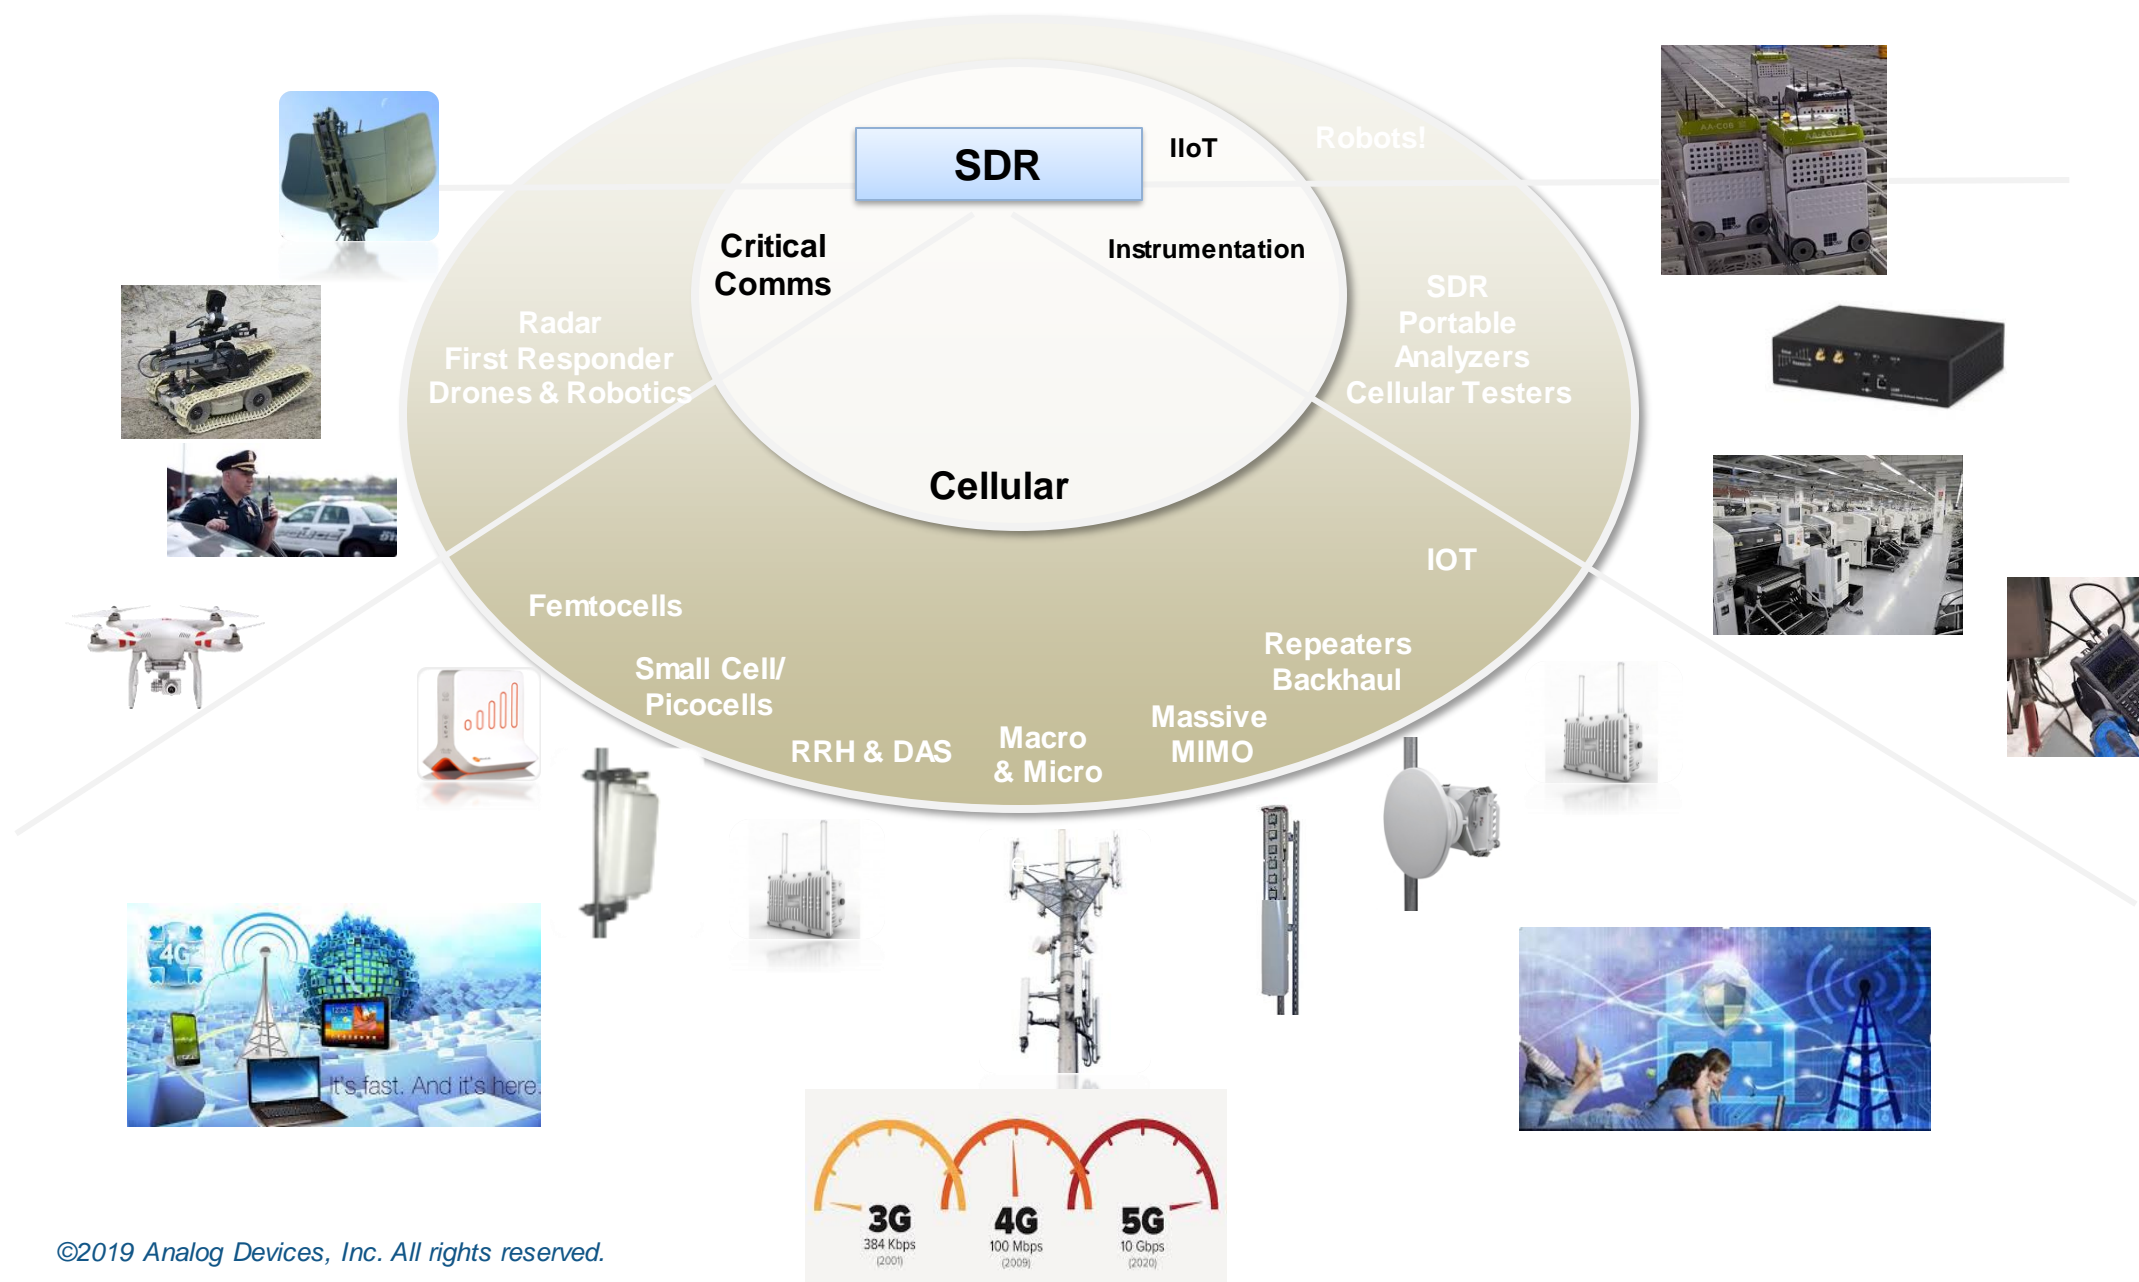 SDR
IIoT
Robots!
Critical
Comms
Instrumentation
Radar
First Responder
Drones & Robotics
SDR
Portable
Analyzers
Cellular Testers
Cellular
IOT
Femtocells
Small Cell/
Picocells
Repeaters
Backhaul
RRH & DAS
Macro
& Micro
Massive
MIMO
4G
It's fast. And it's here.
3G
384 Kbps
(2001)
4G
100 Mbps
(2009)
5G
10 Gbps
(2020)
©2019 Analog Devices, Inc. All rights reserved.